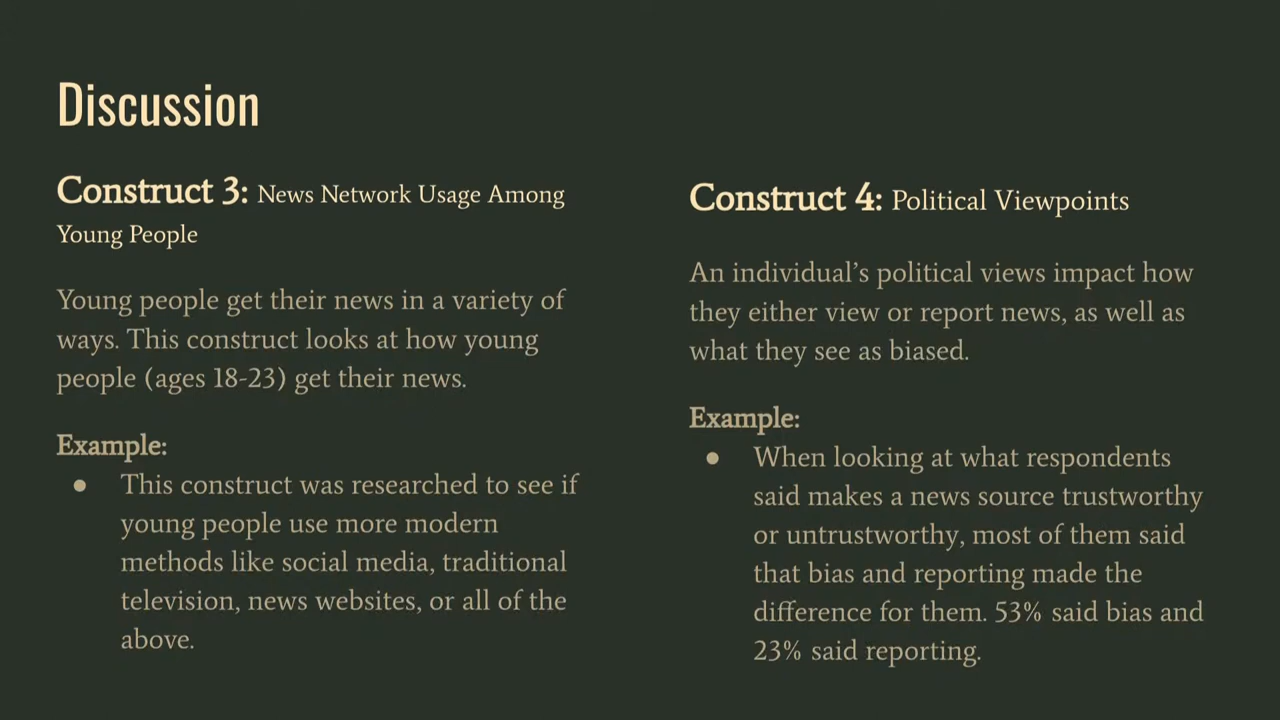 Discussion
Construct 3: News Network Usage Among
Young People
Young people get their news in a variety of
ways. This construct looks at how young
people (ages 18-23) get their news.
Example:
● This construct was researched to see if
young people use more modern
methods like social media, traditional
television, news websites, or all of the
above.
Construct 4: Political Viewpoints
An individual’s political views impact how
they either view or report news, as well as
what they see as biased.
Example:
● When looking at what respondents
said makes a news source trustworthy
or untrustworthy, most of them said
that bias and reporting made the
difference for them. 53% said bias and
23% said reporting.